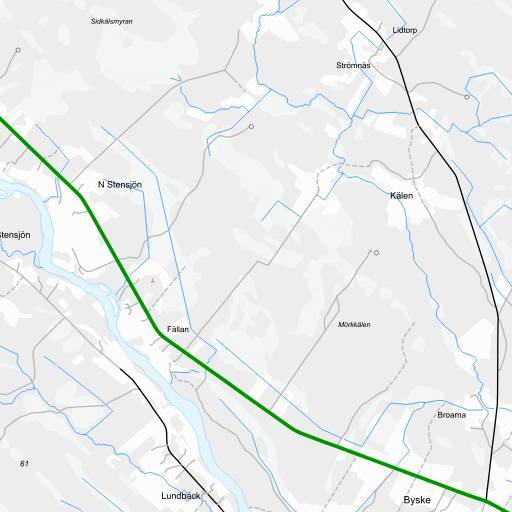 Sidkälsmyran
Lidtorp
Strömnäs
N Stensjön
Kälen
Stensjön
Mörkkälen
Fällan
Broarna
61
Lundbäck
Byske